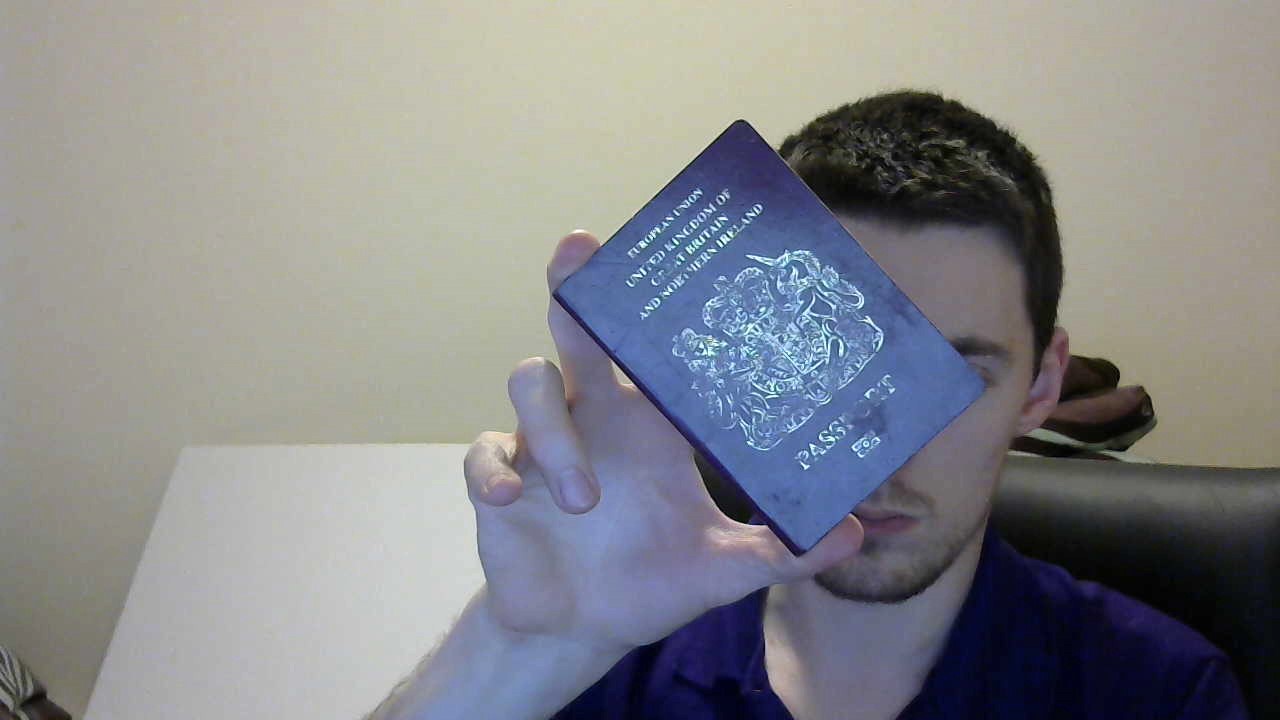 EUROPEAN UNION
UNITED KINGDOM OF
GREAT BRITAIN
AND NORTHERN IRELAND
PASSPORT